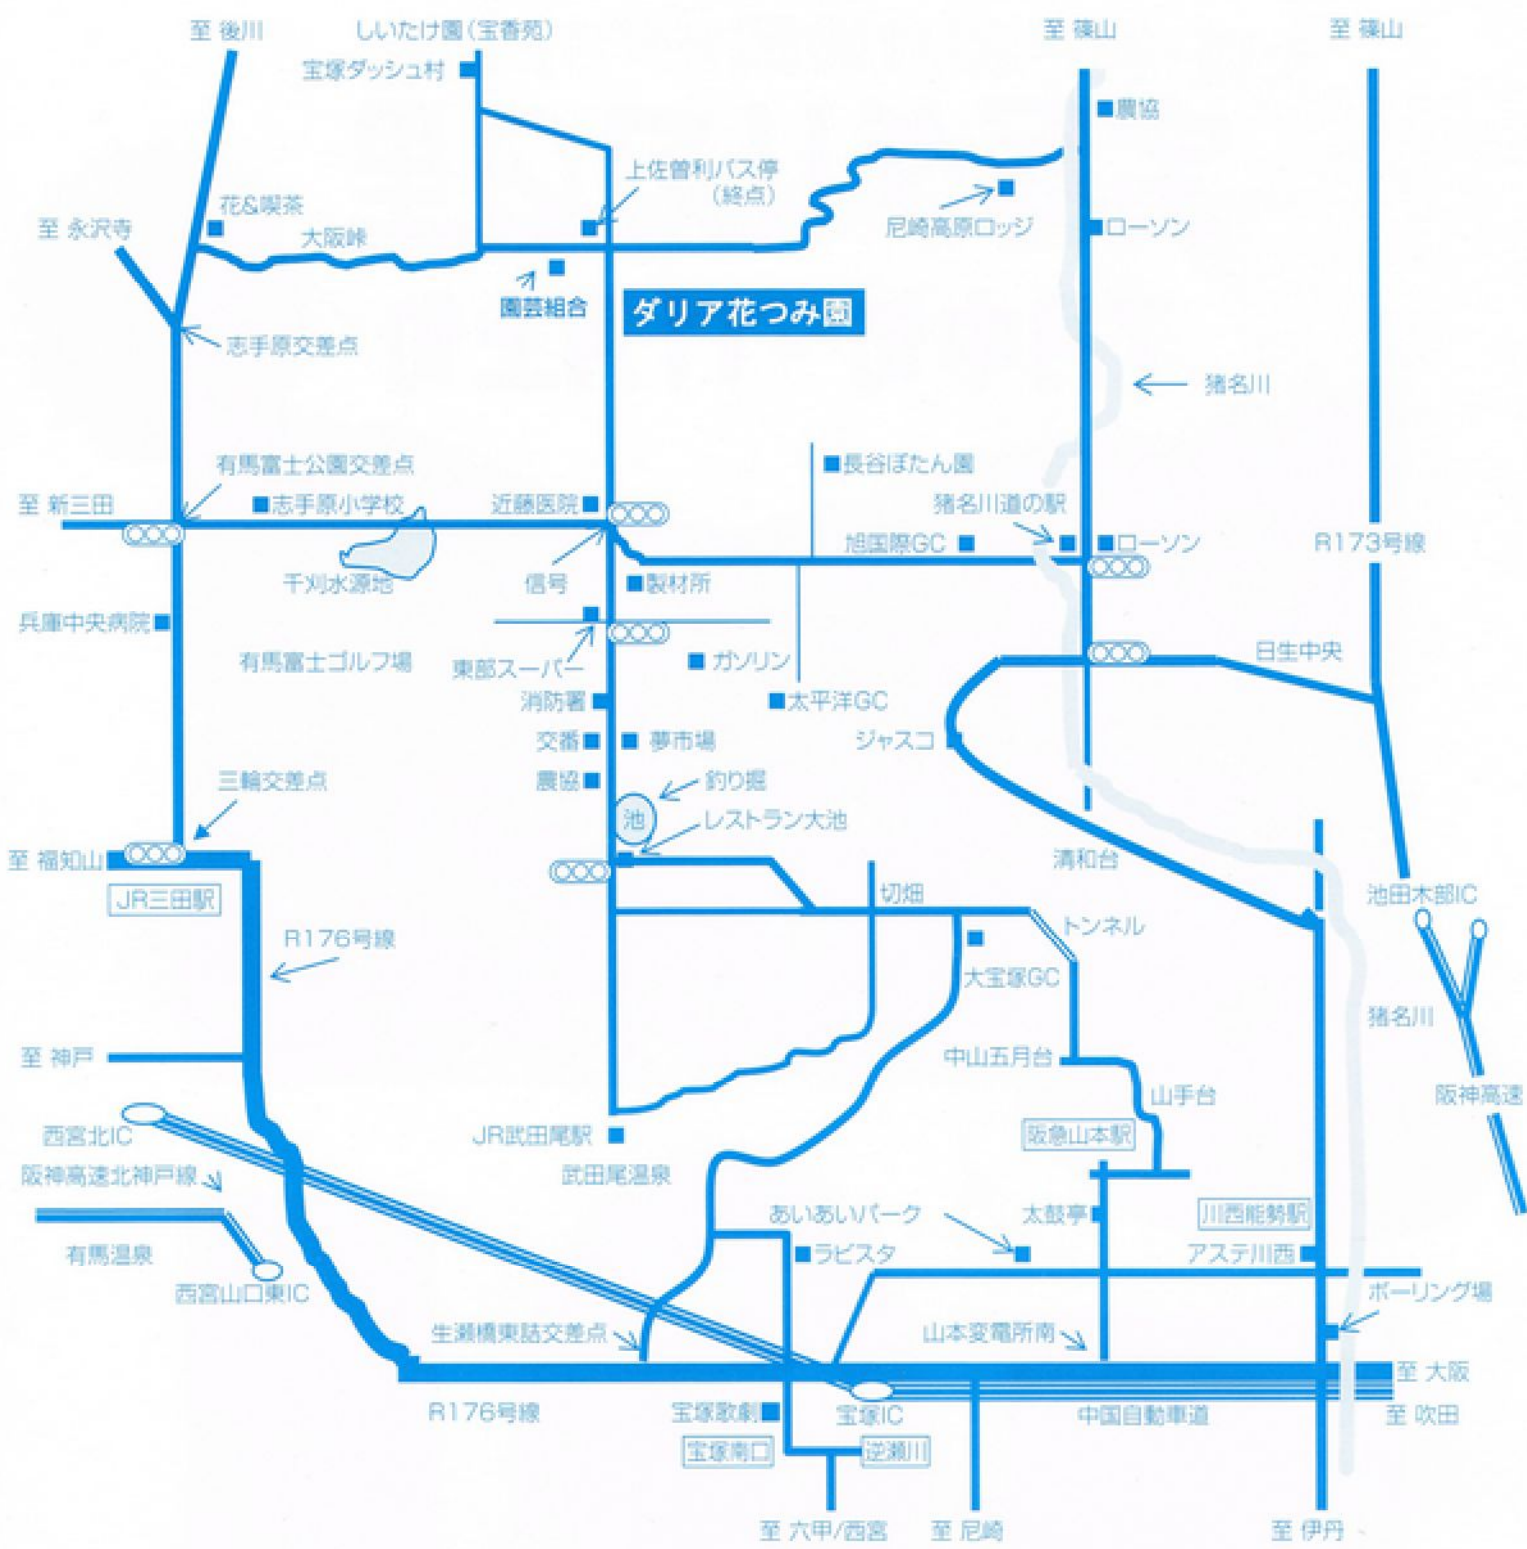 至 後川
しいたけ園(宝香苑)
至 篠山
至 篠山
宝塚ダッシュ村
農協
上佐曽利バス停
(終点)
花&喫茶
至 永沢寺
大阪峠
尼崎高原ロッジ
ローソン
園芸組合
ダリア花つみ園
志手原交差点
猪名川
有馬富士公園交差点
長谷ぼたん園
至 新三田
志手原小学校
近藤医院
猪名川道の駅
旭国際GC
ローソン
R173号線
千刈水源地
信号
製材所
兵庫中央病院
有馬富士ゴルフ場
東部スーパー
ガソリン
日生中央
消防署
太平洋GC
交番
夢市場
ジャスコ
三輪交差点
農協
釣り掘
池
レストラン大池
至 福知山
清和台
JR三田駅
切畑
池田木部IC
R176号線
トンネル
大宝塚GC
猪名川
至 神戸
中山五月台
山手台
阪神高速
西宮北IC
JR武田尾駅
阪急山本駅
阪神高速北神戸線
武田尾温泉
あいあいパーク
太鼓亭
川西能勢駅
有馬温泉
ラビスタ
アステ川西
西宮山口東IC
ボーリング場
生瀬橋東詰交差点
山本変電所南
至 大阪
R176号線
宝塚歌劇
宝塚IC
中国自動車道
至 吹田
宝塚南口
逆瀬川
至 六甲/西宮
至 尼崎
至 伊丹